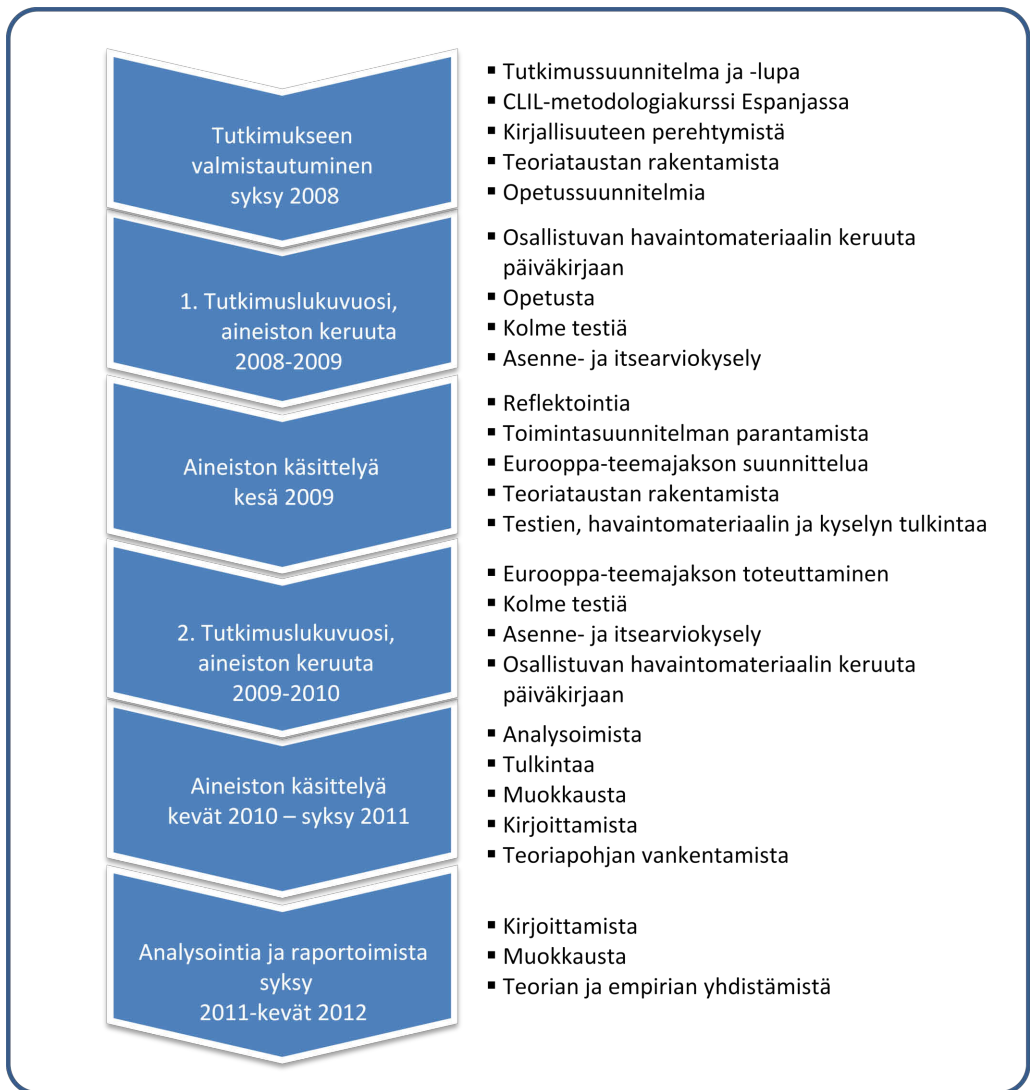 Tutkimukseen
valmistautuminen
syksy 2008
▪ Tutkimussuunnitelma ja -lupa
▪ CLIL-metodologiakurssi Espanjassa
▪ Kirjallisuuteen perehtymistä
▪ Teoriataustan rakentamista
▪ Opetussuunnitelmia
1. Tutkimuslukuvuosi,
aineiston keruuta
2008-2009
▪ Osallistuvan havaintomateriaalin keruuta
päiväkirjaan
▪ Opetusta
▪ Kolme testiä
▪ Asenne- ja itsearviokysely
Aineiston käsittelyä
kesä 2009
▪ Reflektointia
▪ Toimintasuunnitelman parantamista
▪ Eurooppa-teemajakson suunnittelua
▪ Teoriataustan rakentamista
▪ Testien, havaintomateriaalin ja kyselyn tulkintaa
2. Tutkimuslukuvuosi,
aineiston keruuta
2009-2010
▪ Eurooppa-teemajakson toteuttaminen
▪ Kolme testiä
▪ Asenne- ja itsearviokysely
▪ Osallistuvan havaintomateriaalin keruuta
päiväkirjaan
Aineiston käsittelyä
kevät 2010 – syksy 2011
▪ Analysoimista
▪ Tulkintaa
▪ Muokkausta
▪ Kirjoittamista
▪ Teoriapohjan vankentamista
Analysointia ja raportoimista
syksy
2011-kevät 2012
▪ Kirjoittamista
▪ Muokkausta
▪ Teorian ja empirian yhdistämistä